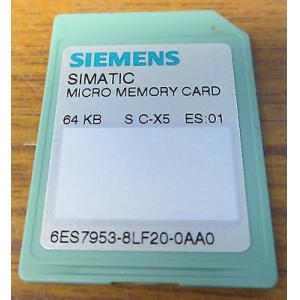 SIEMENS
SIMATIC
MICRO MEMORY CARD
64 KB S C-X5 ES:01
6ES7953-8LF20-0AA0